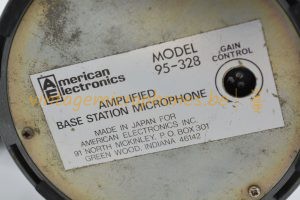 AE American Electronics
MODEL
95-328
GAIN
CONTROL
AMPLIFIED
BASE STATION MICROPHONE
MADE IN JAPAN FOR
AMERICAN ELECTRONICS INC.
91 NORTH MCKINLEY, P.O. BOX 301
GREEN WOOD, INDIANA 46142